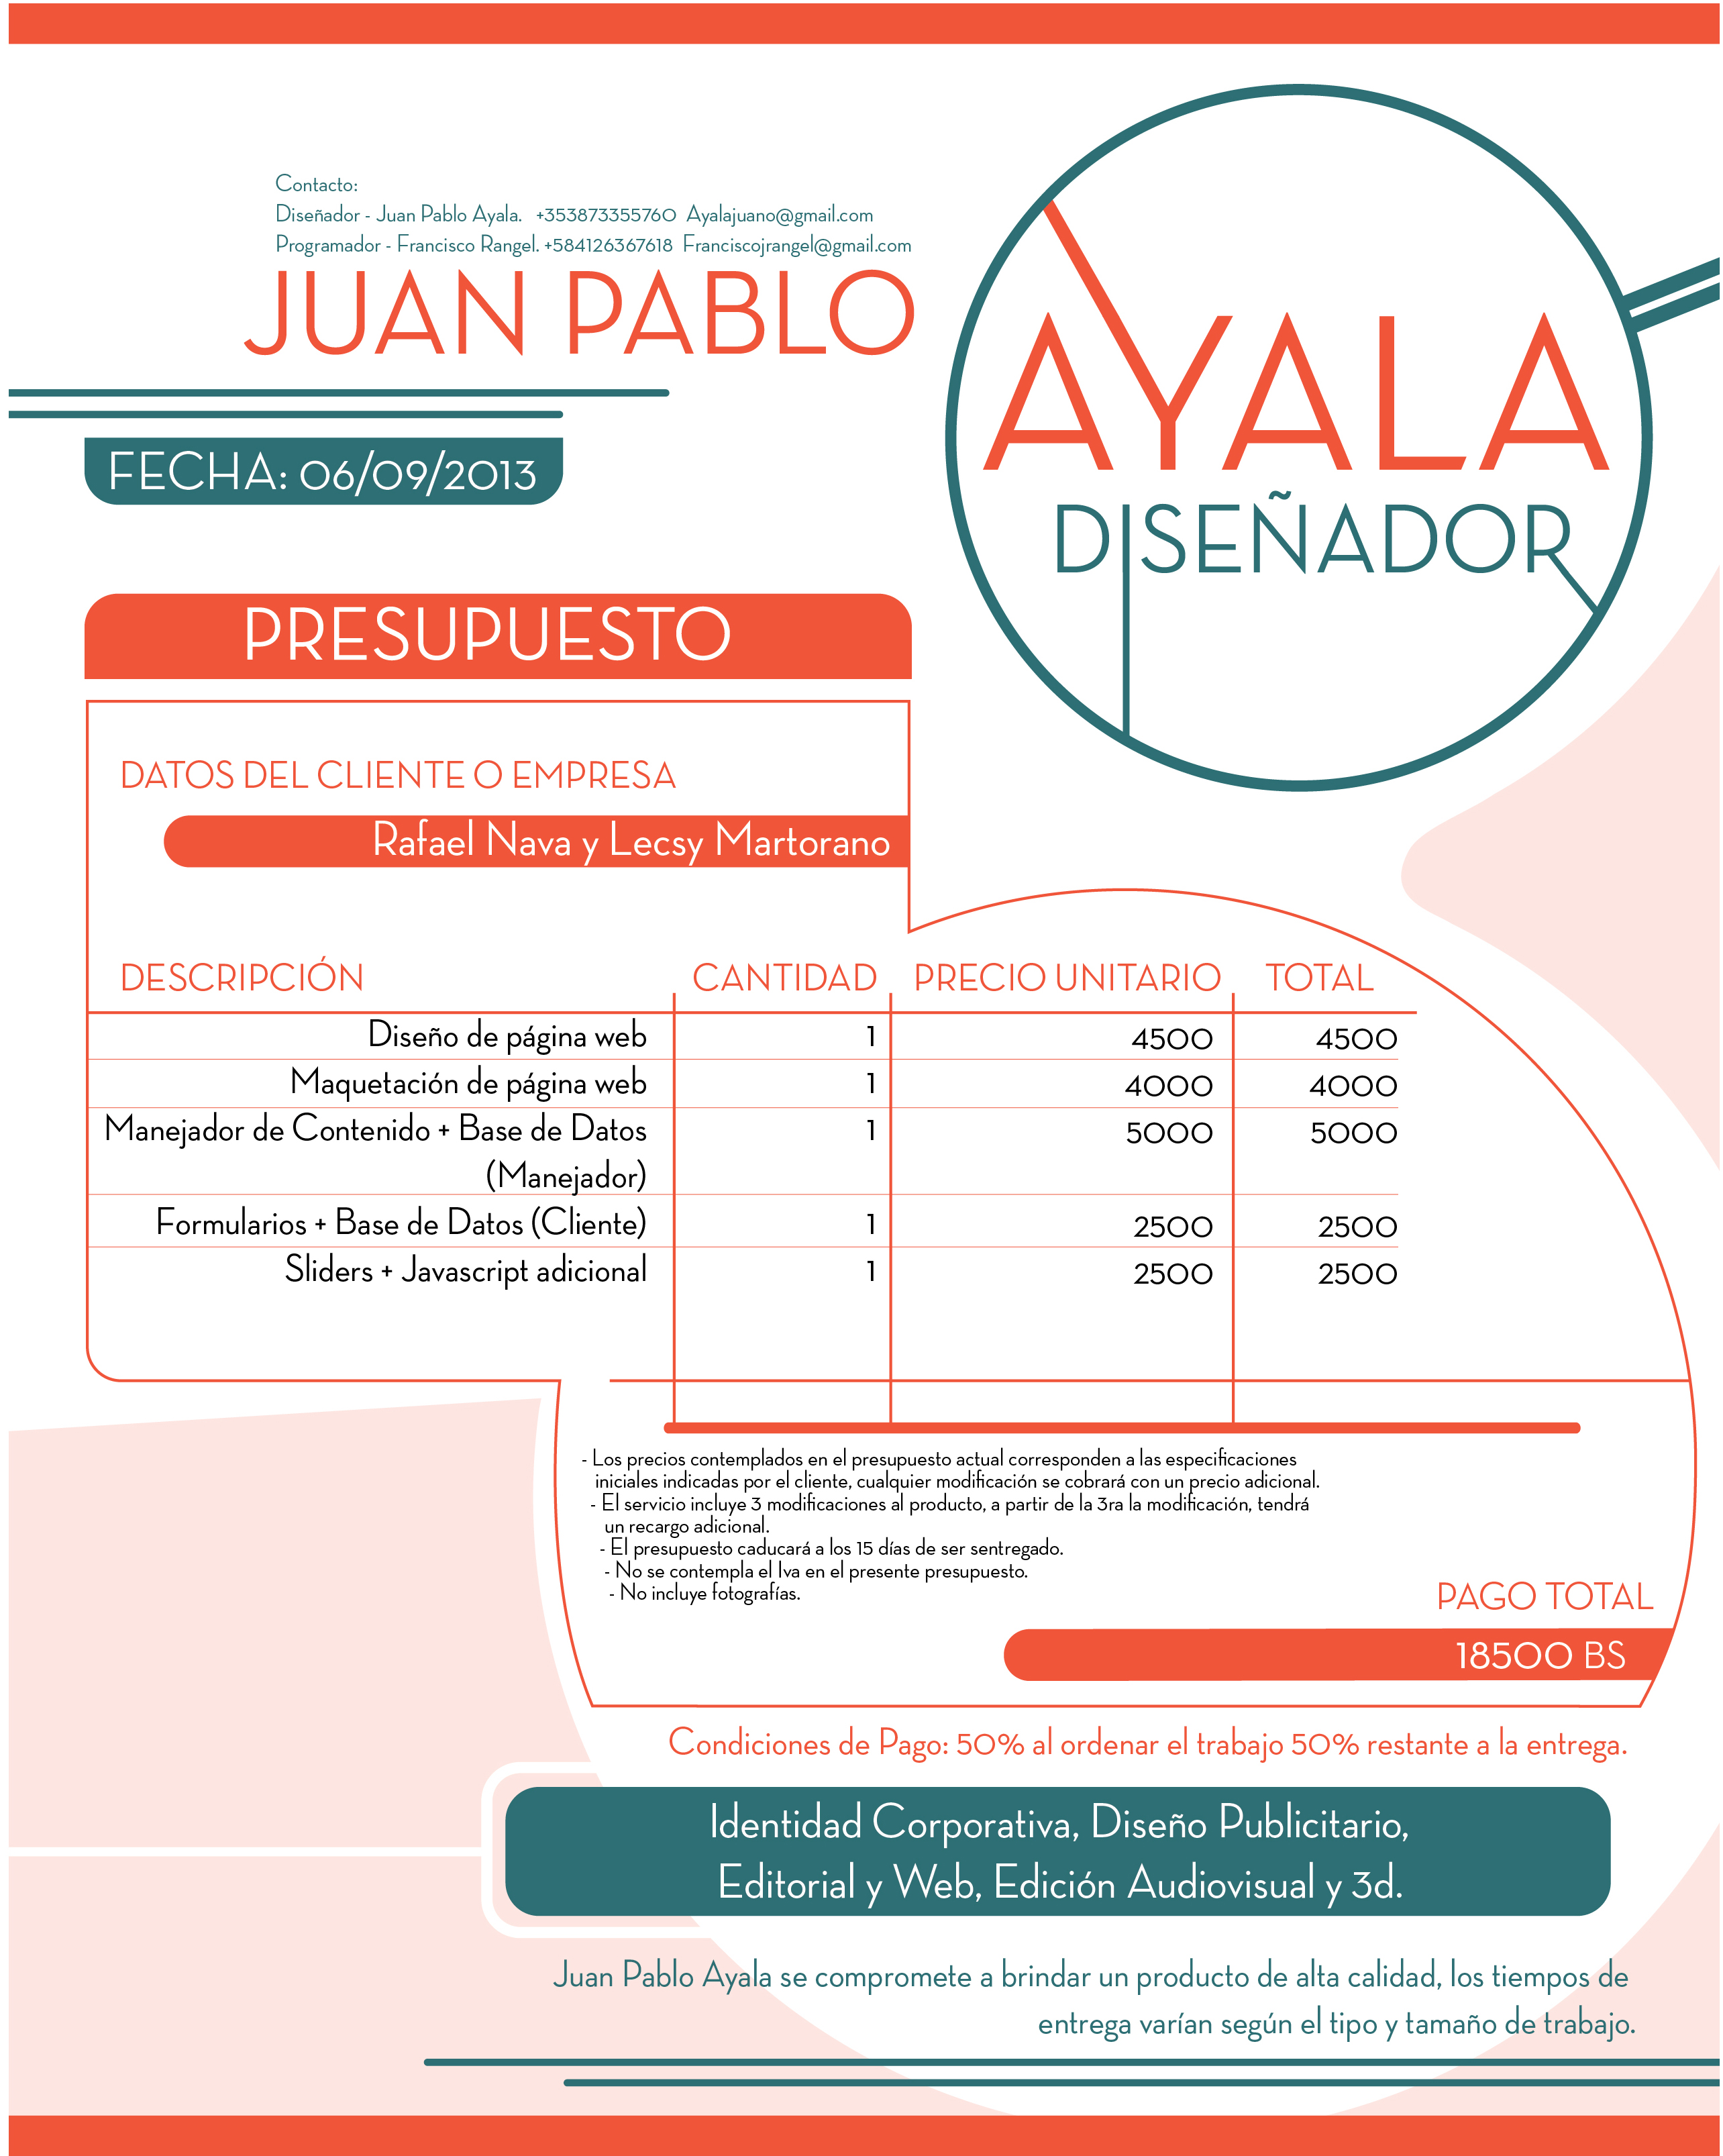 Contacto:
Diseñador - Juan Pablo Ayala. +353873355760 Ayalajuano@gmail.com
Programador - Francisco Rangel. +584126367618 Franciscojrangel@gmail.com
JUAN PABLO
AYALA
DISEÑADOR
FECHA: 06/09/2013
PRESUPUESTO
DATOS DEL CLIENTE O EMPRESA
Rafael Nava y Lecsy Martorano
DESCRIPCIÓN CANTIDAD PRECIO UNITARIO TOTAL
Diseño de página web 1 4500 4500
Maquetación de página web 1 4000 4000
Manejador de Contenido + Base de Datos 1 5000 5000
(Manejador)
Formularios + Base de Datos (Cliente) 1 2500 2500
Sliders + Javascript adicional 1 2500 2500
- Los precios contemplados en el presupuesto actual corresponden a las especificaciones
iniciales indicadas por el cliente, cualquier modificación se cobrará con un precio adicional.
- El servicio incluye 3 modificaciones al producto, a partir de la 3ra la modificación, tendrá
un recargo adicional.
- El presupuesto caducará a los 15 días de ser sentregado.
- No se contempla el Iva en el presente presupuesto.
- No incluye fotografías.
PAGO TOTAL
18500 BS
Condiciones de Pago: 50% al ordenar el trabajo 50% restante a la entrega.
Identidad Corporativa, Diseño Publicitario,
Editorial y Web, Edición Audiovisual y 3d.
Juan Pablo Ayala se compromete a brindar un producto de alta calidad, los tiempos de
entrega varían según el tipo y tamaño de trabajo.